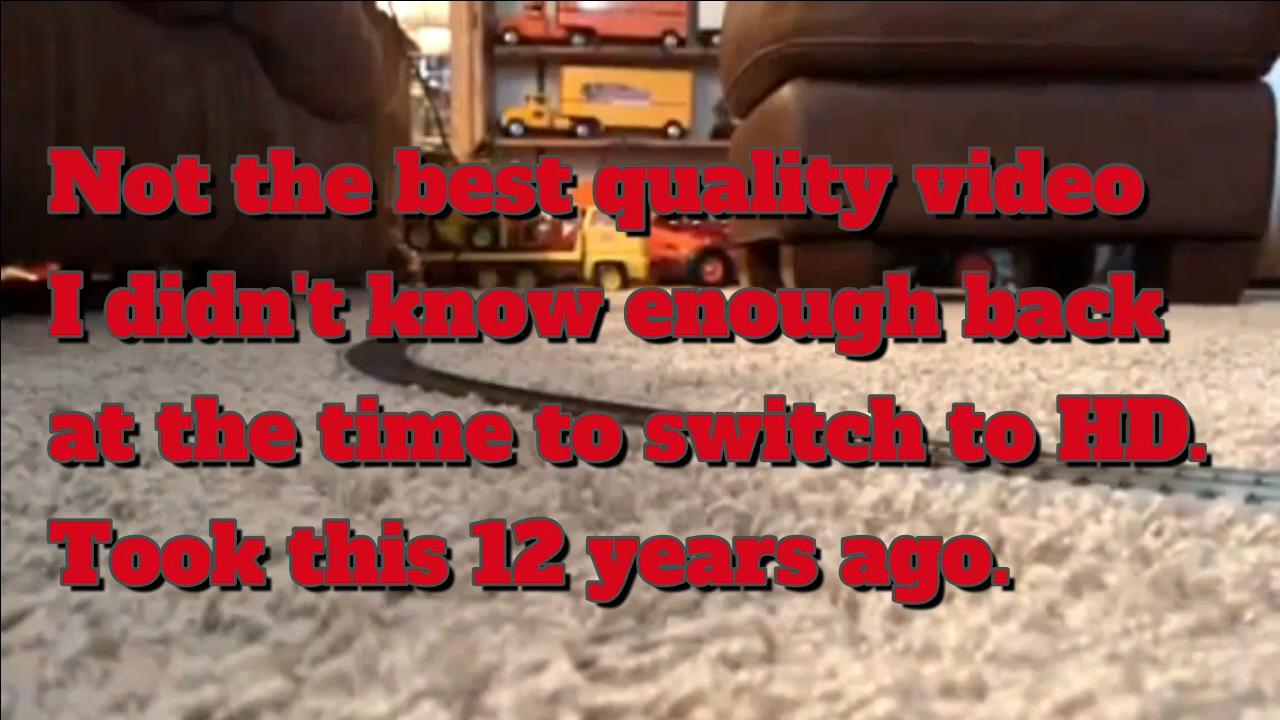 Not the best quality video
I didn't know enough back
at the time to switch to HD.
Took this 12 years ago.